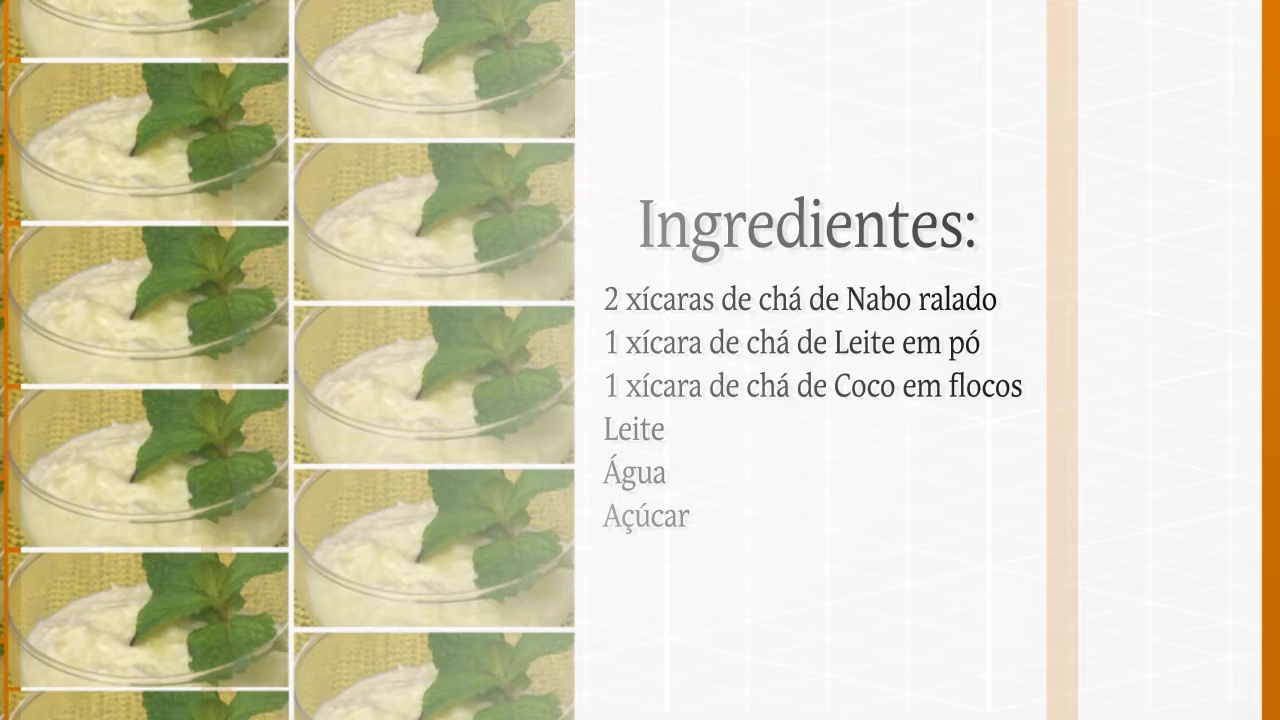 Ingredientes:
2 xícaras de chá de Nabo ralado
1 xícara de chá de Leite em pó
1 xícara de chá de Coco em flocos
Leite
Água
Açúcar